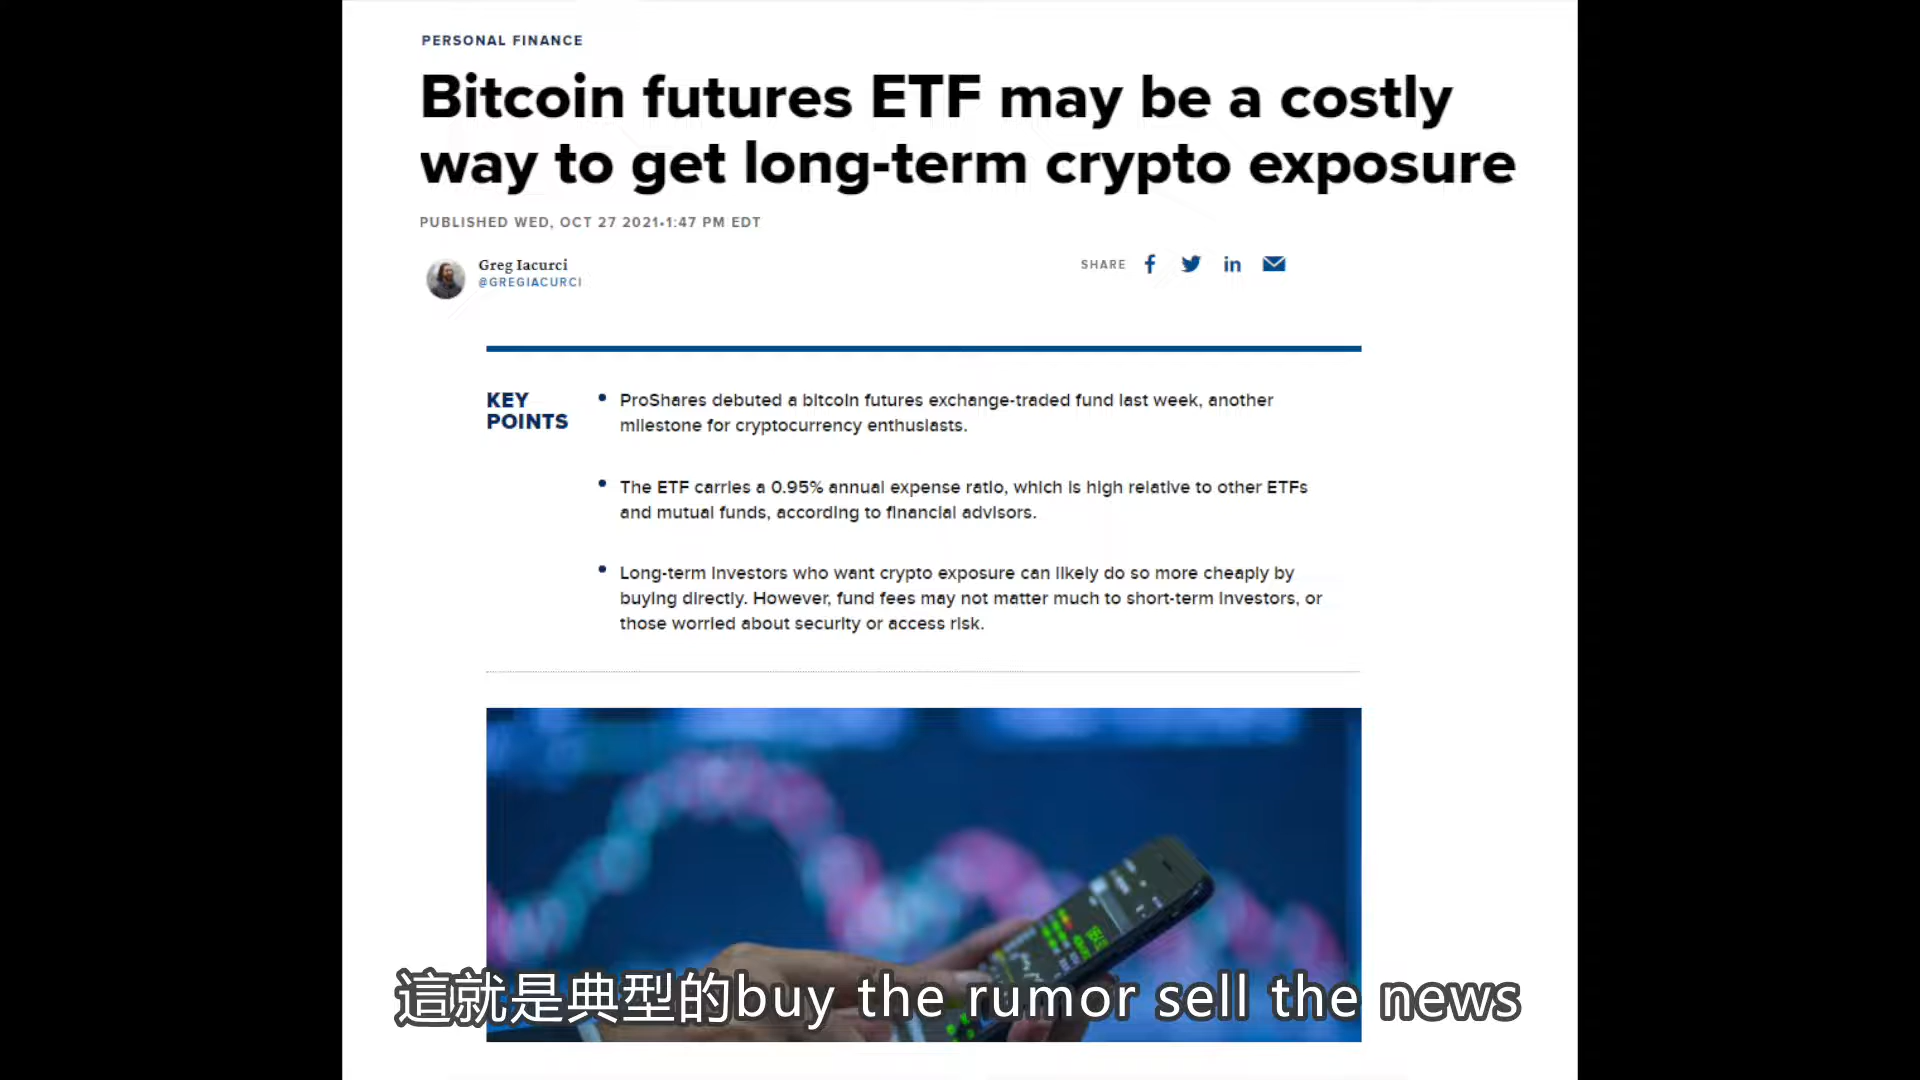 PERSONAL FINANCE
Bitcoin futures ETF may be a costly
way to get long-term crypto exposure
PUBLISHED WED, OCT 27 2021•1:47 PM EDT
Greg Iacurci
@GREGIACURCI
SHARE
KEY
POINTS
• ProShares debuted a bitcoin futures exchange-traded fund last week, another
milestone for cryptocurrency enthusiasts.
• The ETF carries a 0.95% annual expense ratio, which is high relative to other ETFs
and mutual funds, according to financial advisors.
• Long-term investors who want crypto exposure can likely do so more cheaply by
buying directly. However, fund fees may not matter much to short-term investors, or
those worried about security or access risk.
這就是典型的buy the rumor sell the news